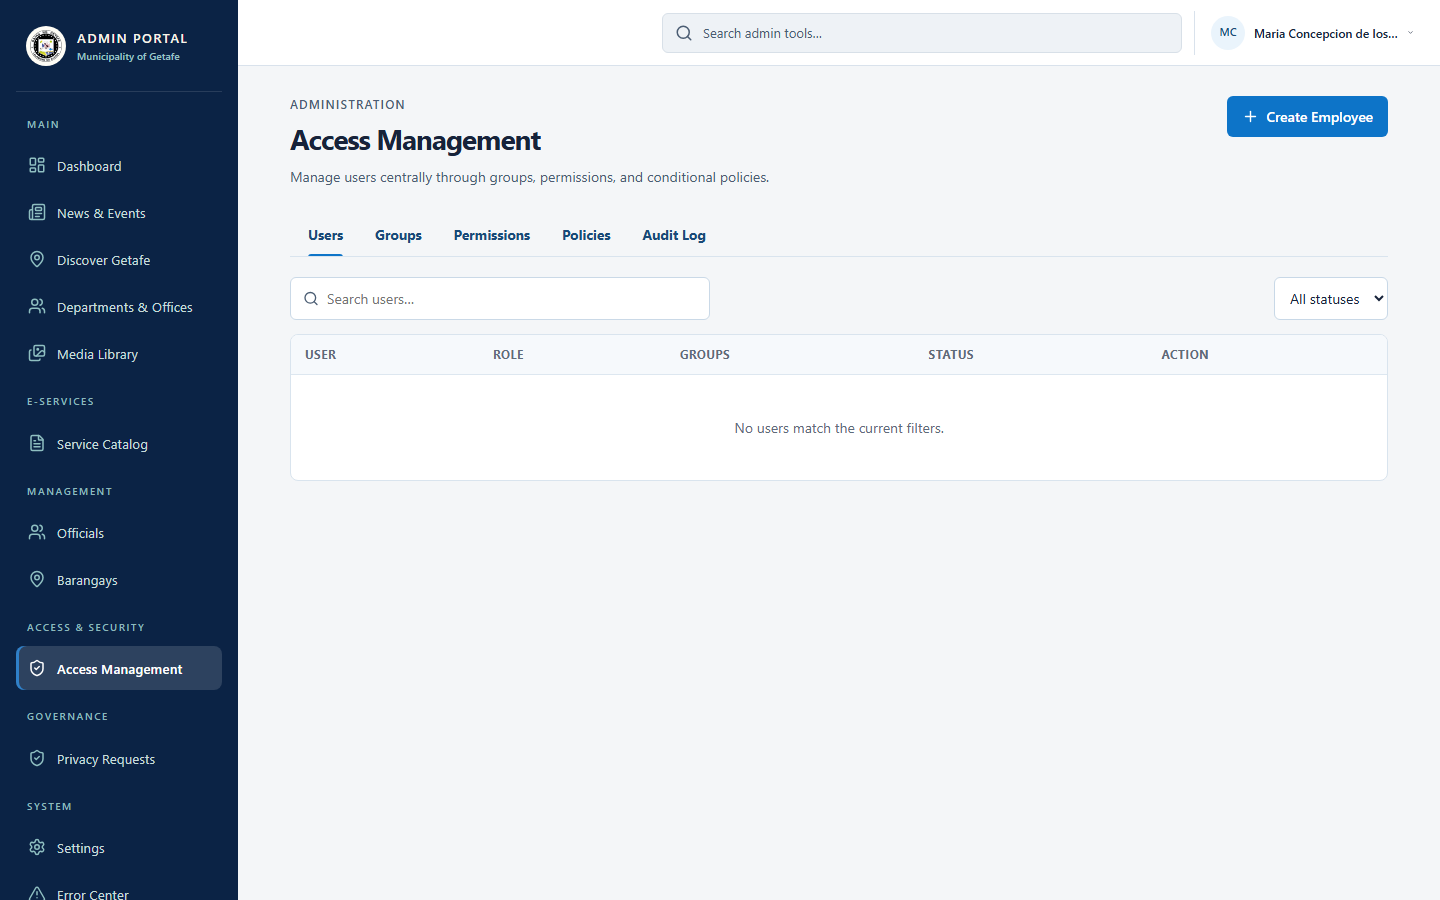 ADMIN PORTAL
Municipality of Getafe
MAIN
Dashboard
News & Events
Discover Getafe
Departments & Offices
Media Library
E-SERVICES
Service Catalog
MANAGEMENT
Officials
Barangays
ACCESS & SECURITY
Access Management
GOVERNANCE
Privacy Requests
SYSTEM
Settings
Error Center
Search admin tools...
MC
Maria Concepcion de los...
ADMINISTRATION
Access Management
Manage users centrally through groups, permissions, and conditional policies.
Create Employee
Users Groups Permissions Policies Audit Log
Search users...
All statuses
USER ROLE GROUPS STATUS ACTION
No users match the current filters.